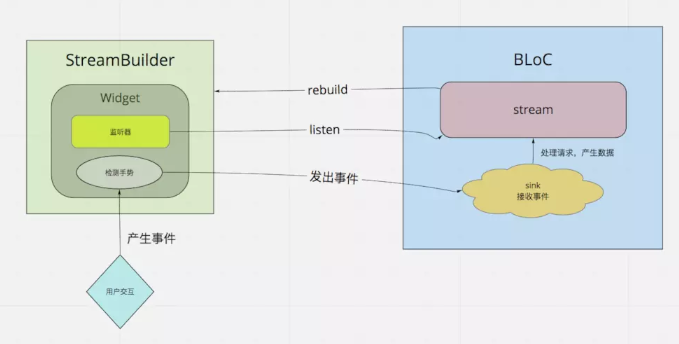 StreamBuilder
BLoC
Widget
rebuild
stream
监听器
listen
处理请求，产生数据
检测手势
发出事件
sink
接收事件
产生事件
用户交互